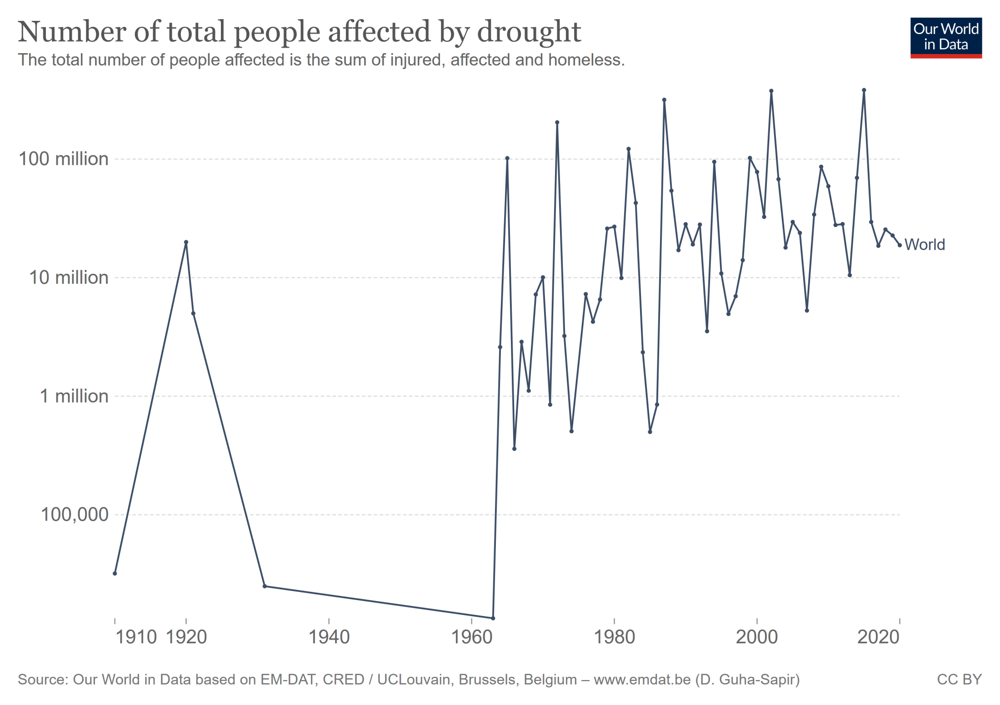 Number of total people affected by drought
The total number of people affected is the sum of injured, affected and homeless.
Our World
in Data
100 million
10 million
World
1 million
100,000
1910 1920 1940 1960 1980 2000 2020
Source: Our World in Data based on EM-DAT, CRED / UCLouvain, Brussels, Belgium – www.emdat.be (D. Guha-Sapir) CC BY